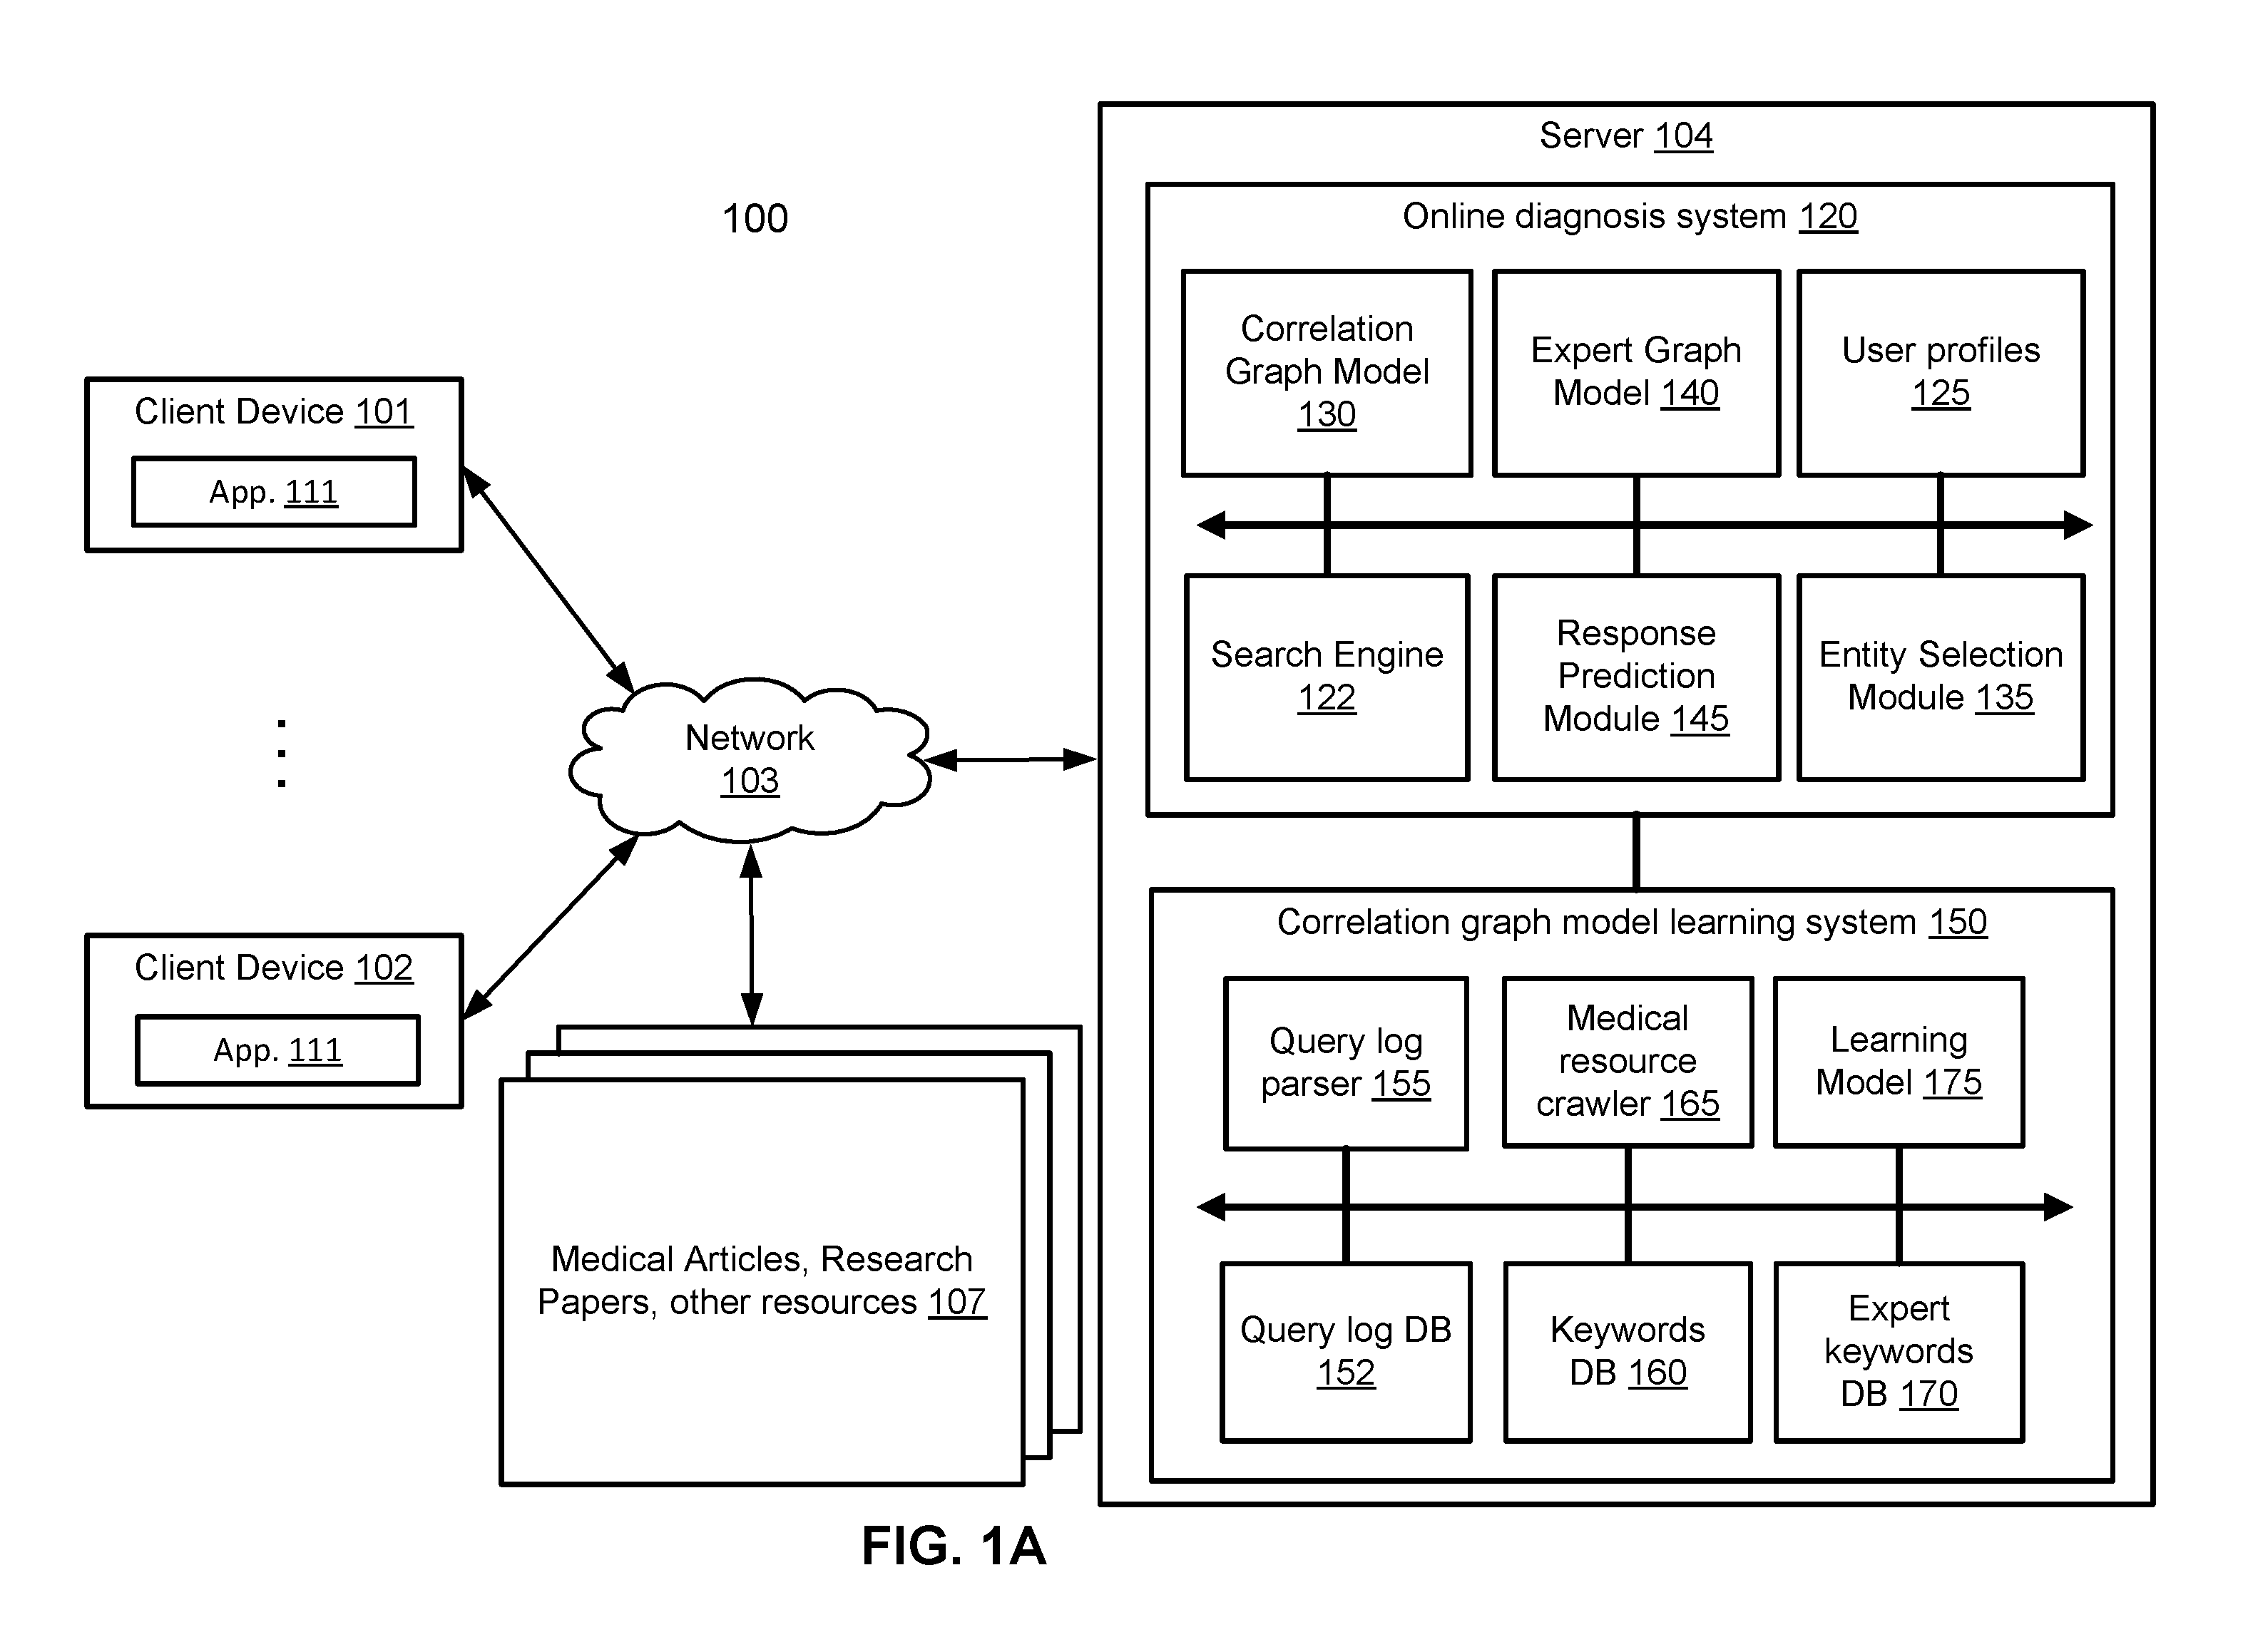 100
Client Device 101
App. 111
Client Device 102
App. 111
Network
103
Medical Articles, Research
Papers, other resources 107
Server 104
Online diagnosis system 120
Correlation
Graph Model
130
Expert Graph
Model 140
User profiles
125
Search Engine
122
Response
Prediction
Module 145
Entity Selection
Module 135
Correlation graph model learning system 150
Query log
parser 155
Medical
resource
crawler 165
Learning
Model 175
Query log DB
152
Keywords
DB 160
Expert
keywords
DB 170
FIG. 1A